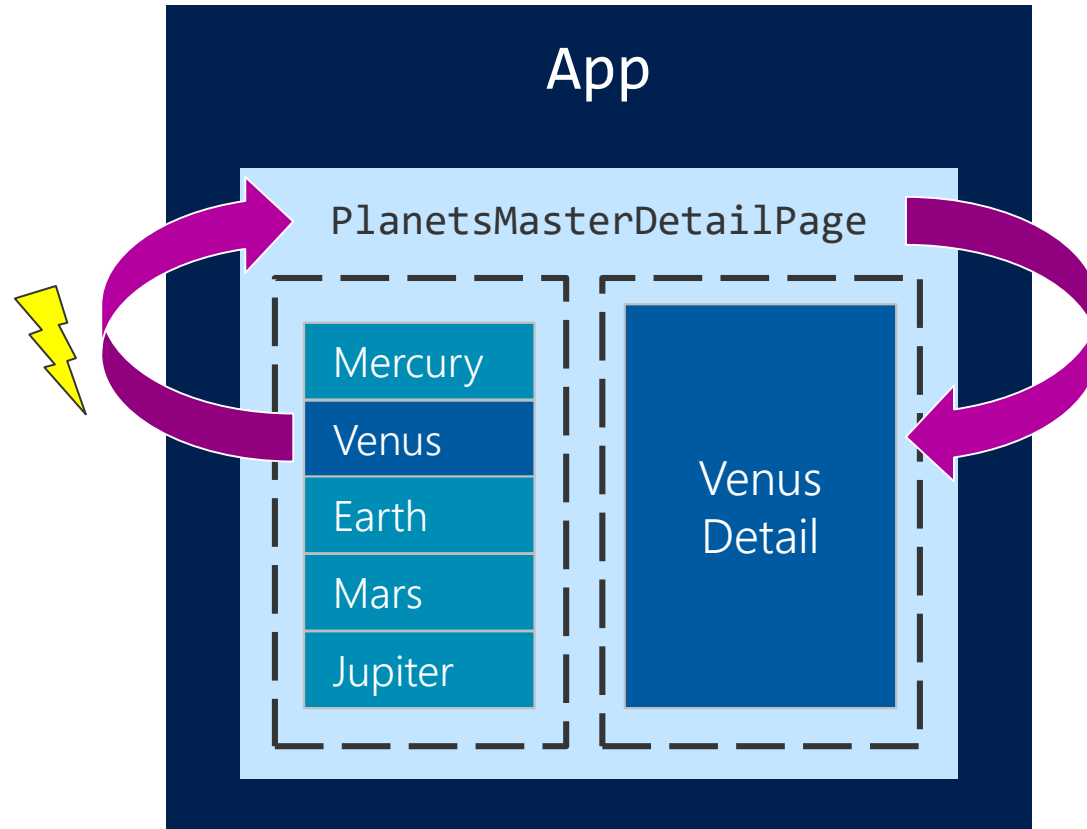 App
PlanetsMasterDetailPage
Mercury
Venus
Earth
Mars
Jupiter
Venus
Detail